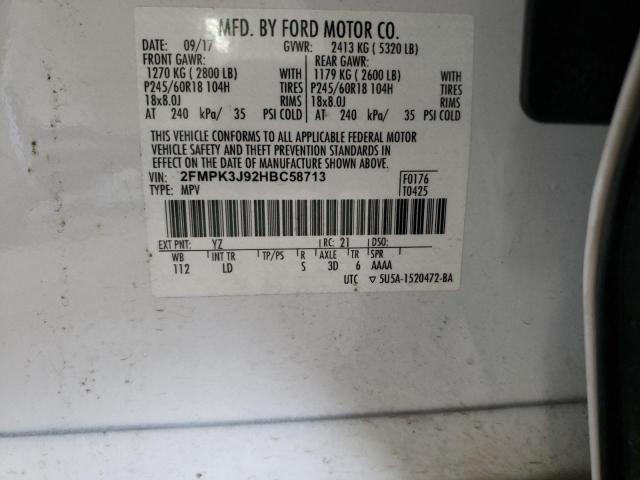 MFD. BY FORD MOTOR CO.
DATE: 09/17 GVWR: 2413 KG ( 5320 LB)
FRONT GAWR: REAR GAWR:
1270 KG ( 2800 LB) WITH 1179 KG ( 2600 LB) WITH
P245/60R18 104H TIRES P245/60R18 104H TIRES
18x8.0J RIMS 18x8.0J RIMS
AT 240 kPa/ 35 PSI COLD AT 240 kPa/ 35 PSI COLD
THIS VEHICLE CONFORMS TO ALL APPLICABLE FEDERAL MOTOR
VEHICLE SAFETY AND THEFT PREVENTION STANDARDS IN
EFFECT ON THE DATE OF MANUFACTURE SHOWN ABOVE.
VIN: 2FMPK3J92HBC58713 F0176
TYPE: MPV T0425
EXT PNT: YZ RC: 21 DSO:
WB INT TR TP/PS R AXLE TR SPR
112 LD S 3D 6 AAAA
UTC ▽ 5U5A-1520472-BA